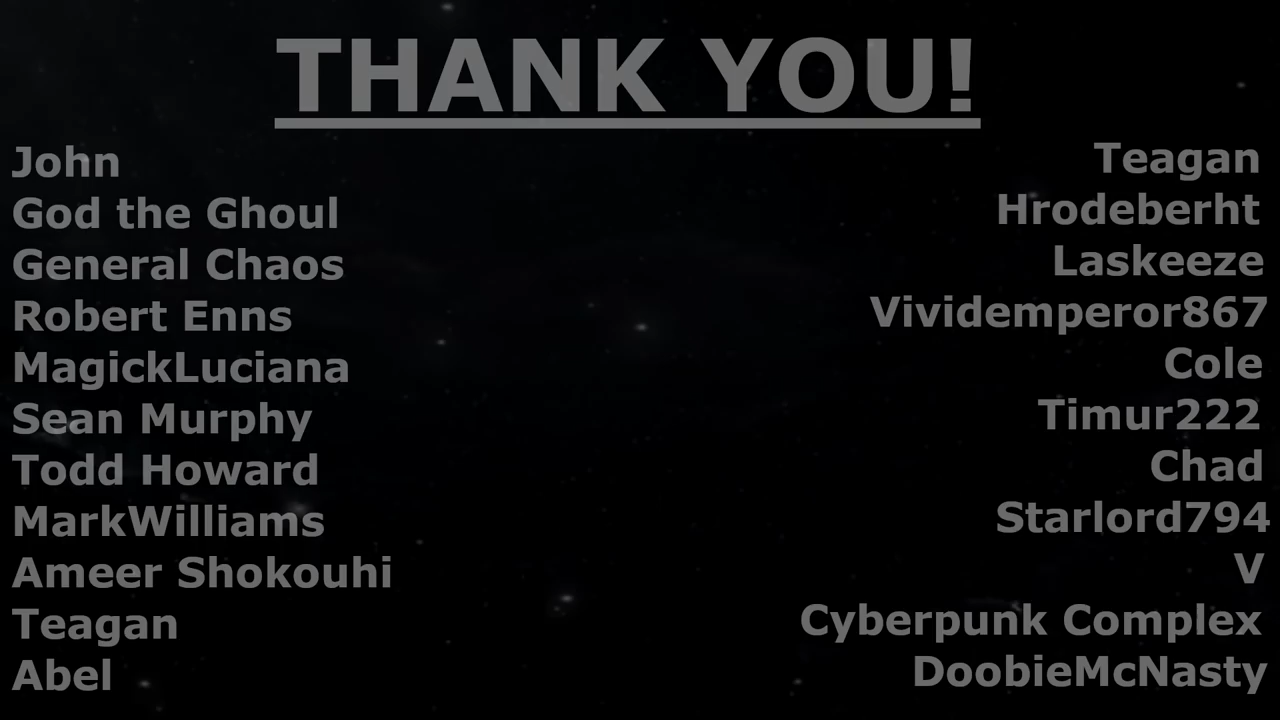 THANK YOU!
John
God the Ghoul
General Chaos
Robert Enns
MagickLuciana
Sean Murphy
Todd Howard
MarkWilliams
Ameer Shokouhi
Teagan
Abel
Teagan
Hrodeberht
Laskeeze
Vividemperor867
Cole
Timur222
Chad
Starlord794
V
Cyberpunk Complex
DoobieMcNasty